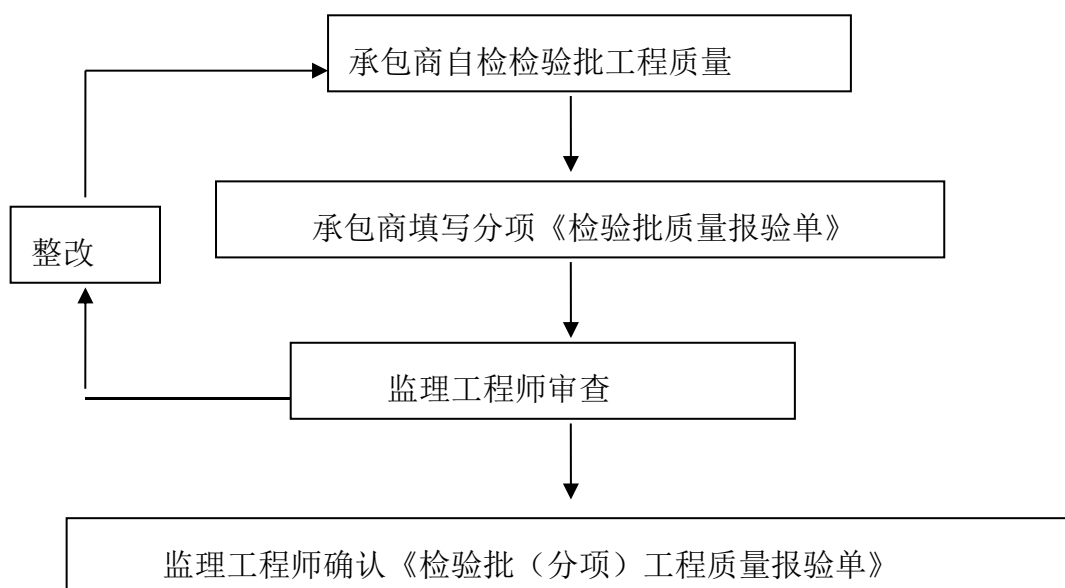 承包商自检检验批工程质量
承包商填写分项《检验批质量报验单》
整改
监理工程师审查
监理工程师确认《检验批（分项）工程质量报验单》